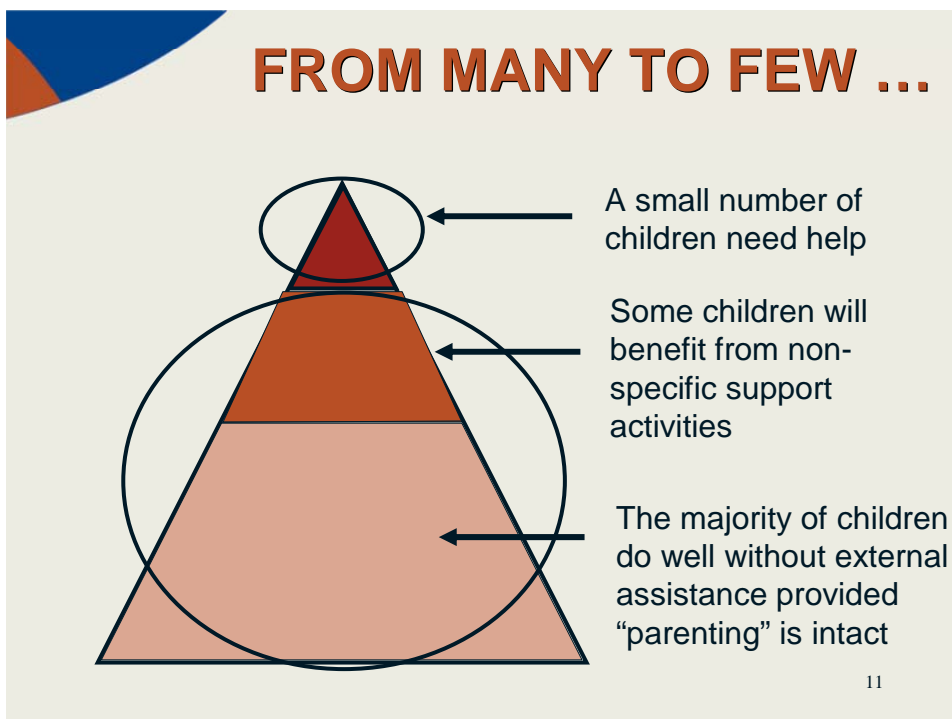 FROM MANY TO FEW …
A small number of
children need help
Some children will
benefit from non-
specific support
activities
The majority of children
do well without external
assistance provided
“parenting” is intact
11